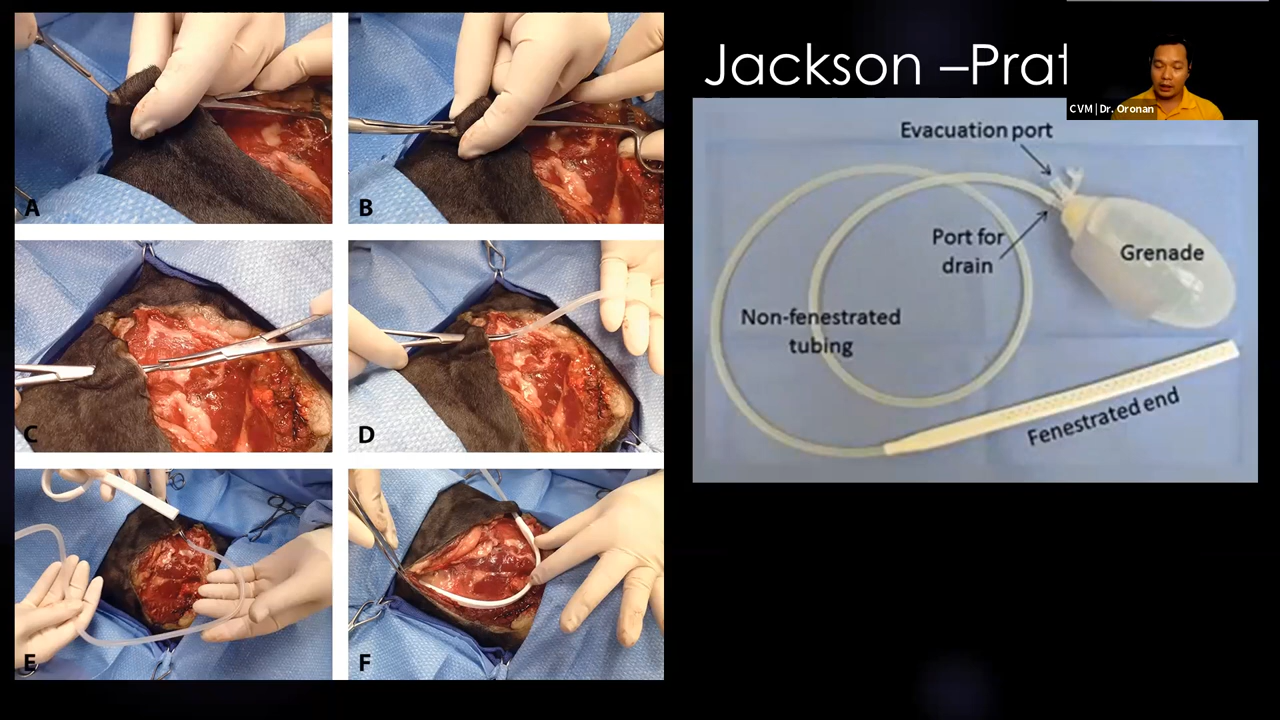 Jackson –Prat
CVM | Dr. Oronan
A
B
C
D
E
F
Evacuation port
Port for
drain
Grenade
Non-fenestrated
tubing
Fenestrated end